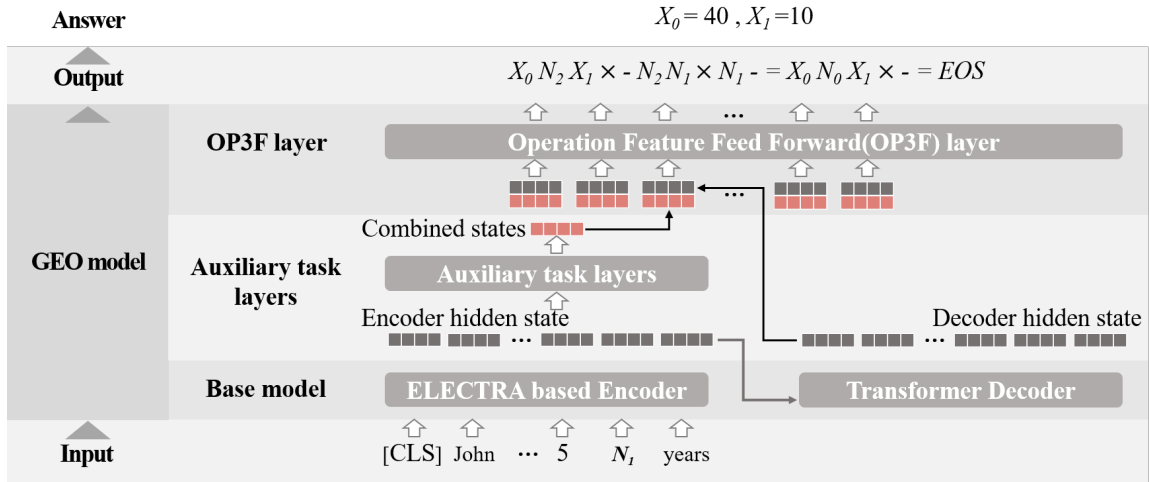 Answer
X₀ = 40 , X₁ =10
Output
X₀ N₂ X₁ × - N₂ N₁ × N₁ - = X₀ N₀ X₁ × - = EOS
OP3F layer
Operation Feature Feed Forward(OP3F) layer
...
...
GEO model
Combined states
Auxiliary task
layers
Auxiliary task layers
Encoder hidden state
Decoder hidden state
...
...
Base model
ELECTRA based Encoder
Transformer Decoder
Input
[CLS] John ... 5 N₁ years